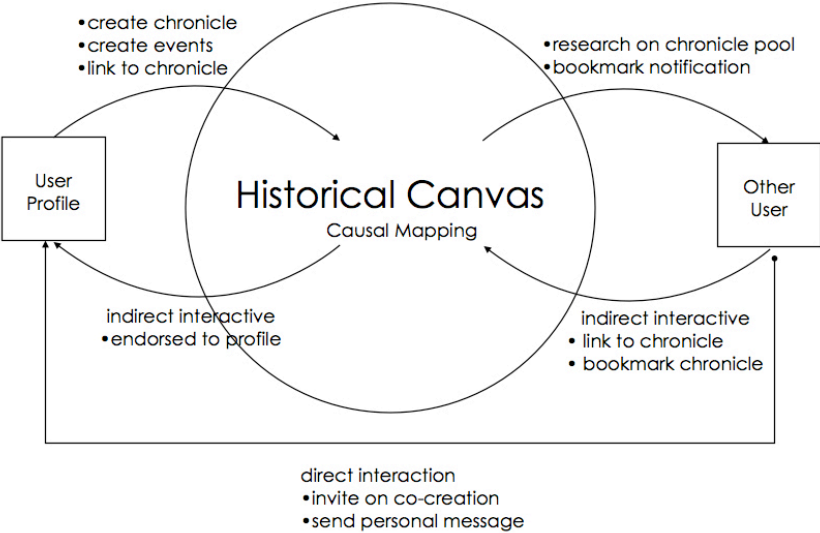 •create chronicle
•create events
•link to chronicle
•research on chronicle pool
•bookmark notification
User
Profile
Historical Canvas
Causal Mapping
Other
User
indirect interactive
•endorsed to profile
indirect interactive
• link to chronicle
• bookmark chronicle
direct interaction
•invite on co-creation
•send personal message